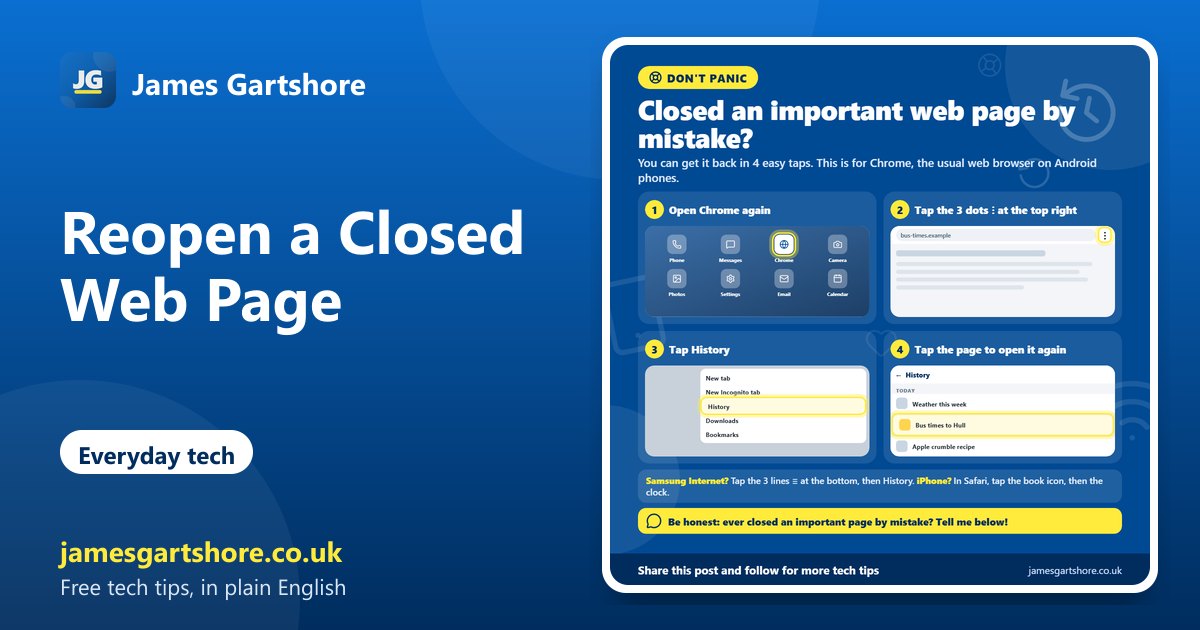 JG
James Gartshore
Reopen a Closed
Web Page
Everyday tech
jamesgartshore.co.uk
Free tech tips, in plain English
DON'T PANIC
Closed an important web page by
mistake?
You can get it back in 4 easy taps. This is for Chrome, the usual web browser on Android
phones.
1 Open Chrome again
Phone Messages Chrome Camera
Photos Settings Email Calendar
2 Tap the 3 dots ⋮ at the top right
bus-times.example ⋮
3 Tap History
New tab
New Incognito tab
History
Downloads
Bookmarks
4 Tap the page to open it again
← History
TODAY
Weather this week
Bus times to Hull
Apple crumble recipe
Samsung Internet? Tap the 3 lines ≡ at the bottom, then History. iPhone? In Safari, tap the book icon, then the
clock.
Be honest: ever closed an important page by mistake? Tell me below!
Share this post and follow for more tech tips
jamesgartshore.co.uk